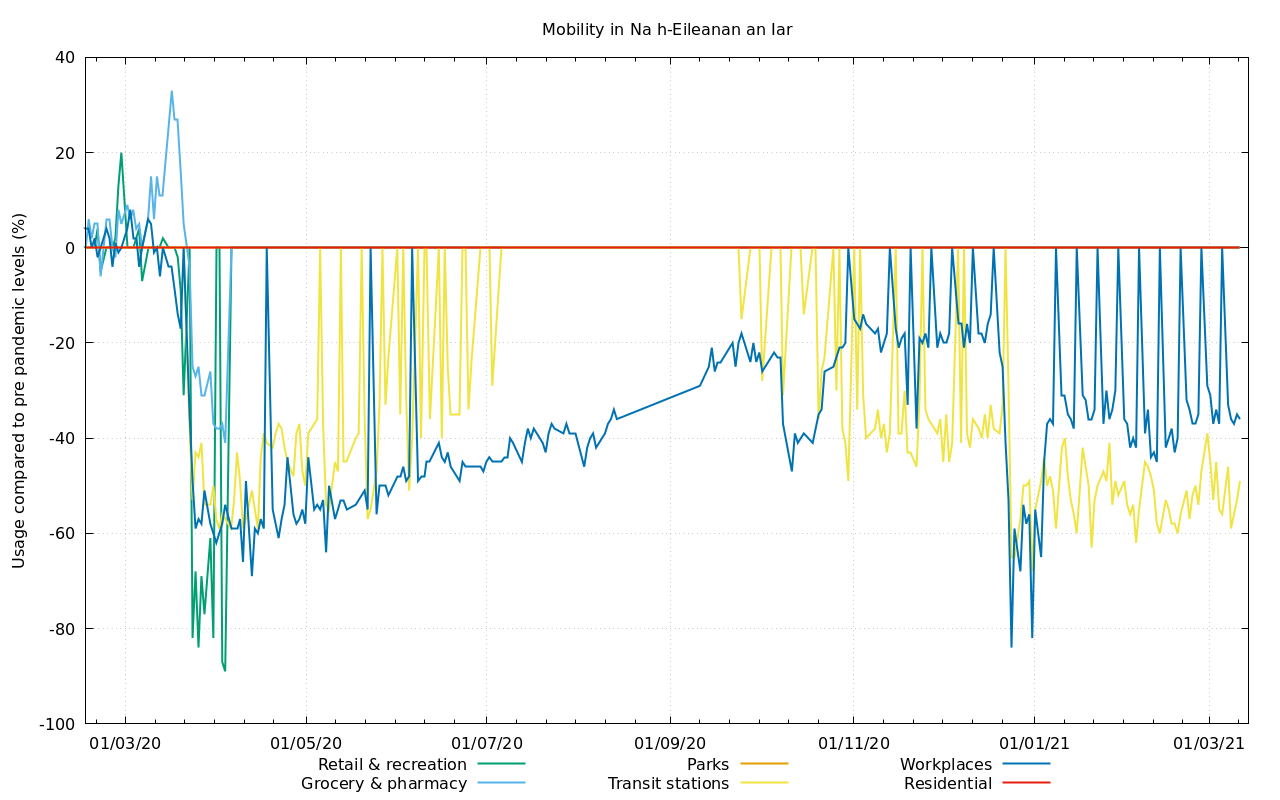 Mobility in Na h-Eileanan an Iar
Usage compared to pre pandemic levels (%)
40
20
0
-20
-40
-60
-80
-100
01/03/20 01/05/20 01/07/20 01/09/20 01/11/20 01/01/21 01/03/21
Retail & recreation Parks Workplaces
Grocery & pharmacy Transit stations Residential